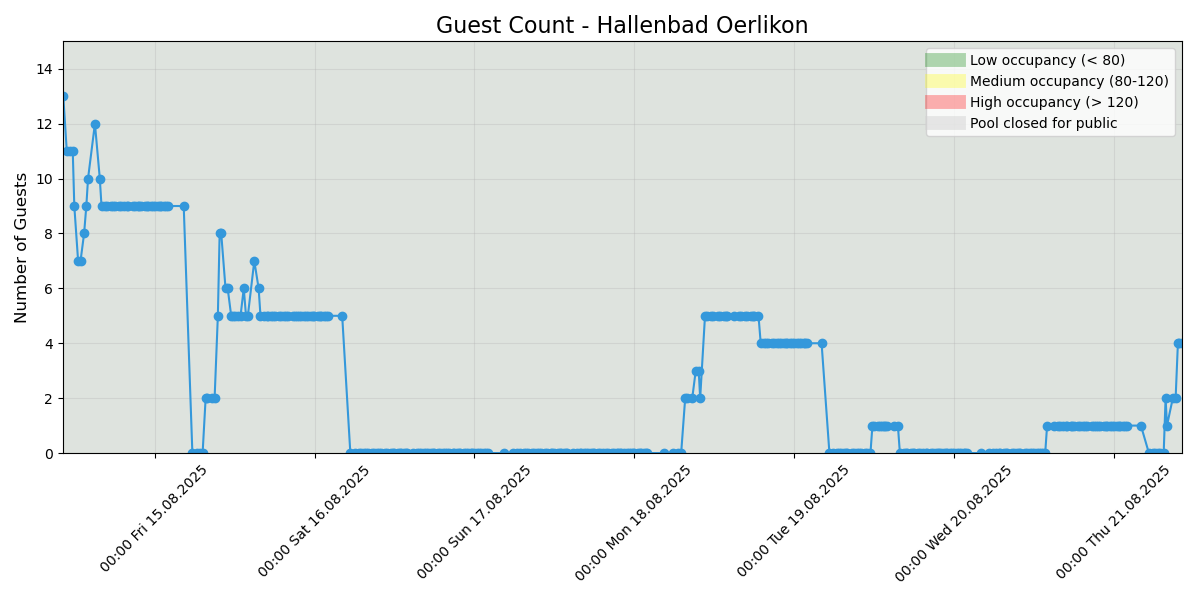 Guest Count - Hallenbad Oerlikon
Low occupancy (< 80)
Medium occupancy (80-120)
High occupancy (> 120)
Pool closed for public
Number of Guests
14
12
10
8
6
4
2
0
00:00 Fri 15.08.2025
00:00 Sat 16.08.2025
00:00 Sun 17.08.2025
00:00 Mon 18.08.2025
00:00 Tue 19.08.2025
00:00 Wed 20.08.2025
00:00 Thu 21.08.2025